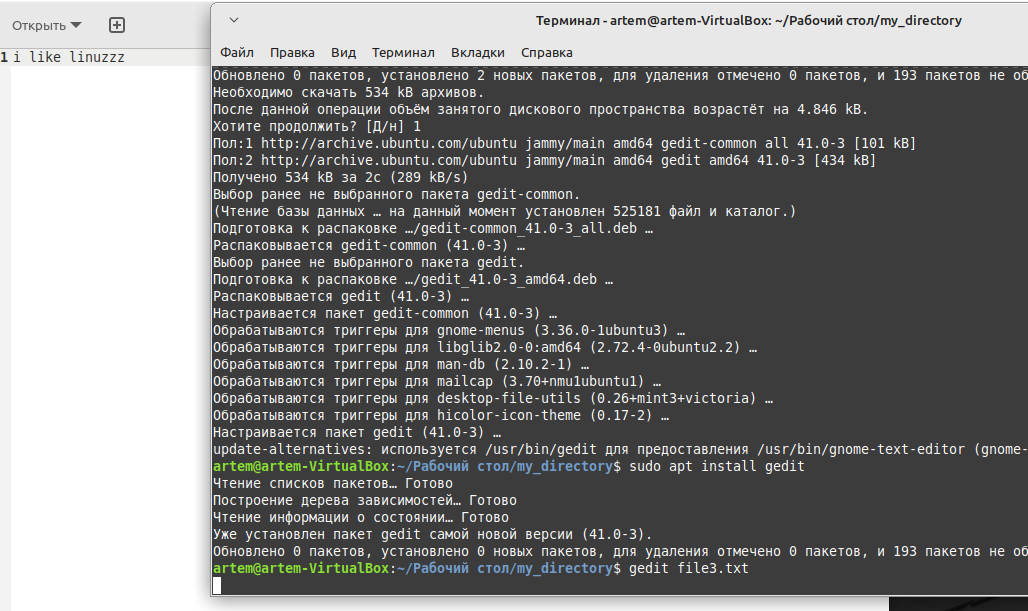 Открыть
1 i like linuzzz
Терминал - artem@artem-VirtualBox: ~/Рабочий стол/my_directory
Файл Правка Вид Терминал Вкладки Справка
Обновлено 0 пакетов, установлено 2 новых пакетов, для удаления отмечено 0 пакетов, и 193 пакетов не об
Необходимо скачать 534 kB архивов.
После данной операции объём занятого дискового пространства возрастёт на 4.846 kB.
Хотите продолжить? [Д/н] 1
Пол:1 http://archive.ubuntu.com/ubuntu jammy/main amd64 gedit-common all 41.0-3 [101 kB]
Пол:2 http://archive.ubuntu.com/ubuntu jammy/main amd64 gedit amd64 41.0-3 [434 kB]
Получено 534 kB за 2с (289 kB/s)
Выбор ранее не выбранного пакета gedit-common.
(Чтение базы данных … на данный момент установлен 525181 файл и каталог.)
Подготовка к распаковке …/gedit-common_41.0-3_all.deb …
Распаковывается gedit-common (41.0-3) …
Выбор ранее не выбранного пакета gedit.
Подготовка к распаковке …/gedit_41.0-3_amd64.deb …
Распаковывается gedit (41.0-3) …
Настраивается пакет gedit-common (41.0-3) …
Обрабатываются триггеры для gnome-menus (3.36.0-1ubuntu3) …
Обрабатываются триггеры для libglib2.0-0:amd64 (2.72.4-0ubuntu2.2) …
Обрабатываются триггеры для man-db (2.10.2-1) …
Обрабатываются триггеры для mailcap (3.70+nmu1ubuntu1) …
Обрабатываются триггеры для desktop-file-utils (0.26+mint3+victoria) …
Обрабатываются триггеры для hicolor-icon-theme (0.17-2) …
Настраивается пакет gedit (41.0-3) …
update-alternatives: используется /usr/bin/gedit для предоставления /usr/bin/gnome-text-editor (gnome-
artem@artem-VirtualBox:~/Рабочий стол/my_directory$ sudo apt install gedit
Чтение списков пакетов… Готово
Построение дерева зависимостей… Готово
Чтение информации о состоянии… Готово
Уже установлен пакет gedit самой новой версии (41.0-3).
Обновлено 0 пакетов, установлено 0 новых пакетов, для удаления отмечено 0 пакетов, и 193 пакетов не об
artem@artem-VirtualBox:~/Рабочий стол/my_directory$ gedit file3.txt